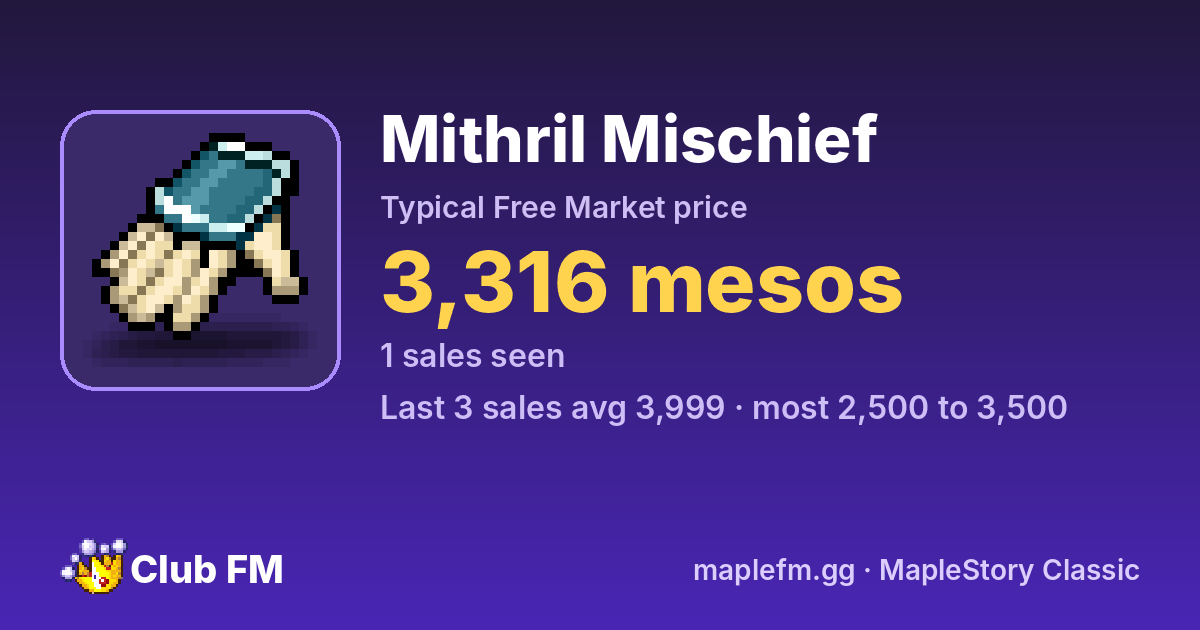 Mithril Mischief
Typical Free Market price
3,316 mesos
1 sales seen
Last 3 sales avg 3,999 · most 2,500 to 3,500
Club FM
maplefm.gg · MapleStory Classic